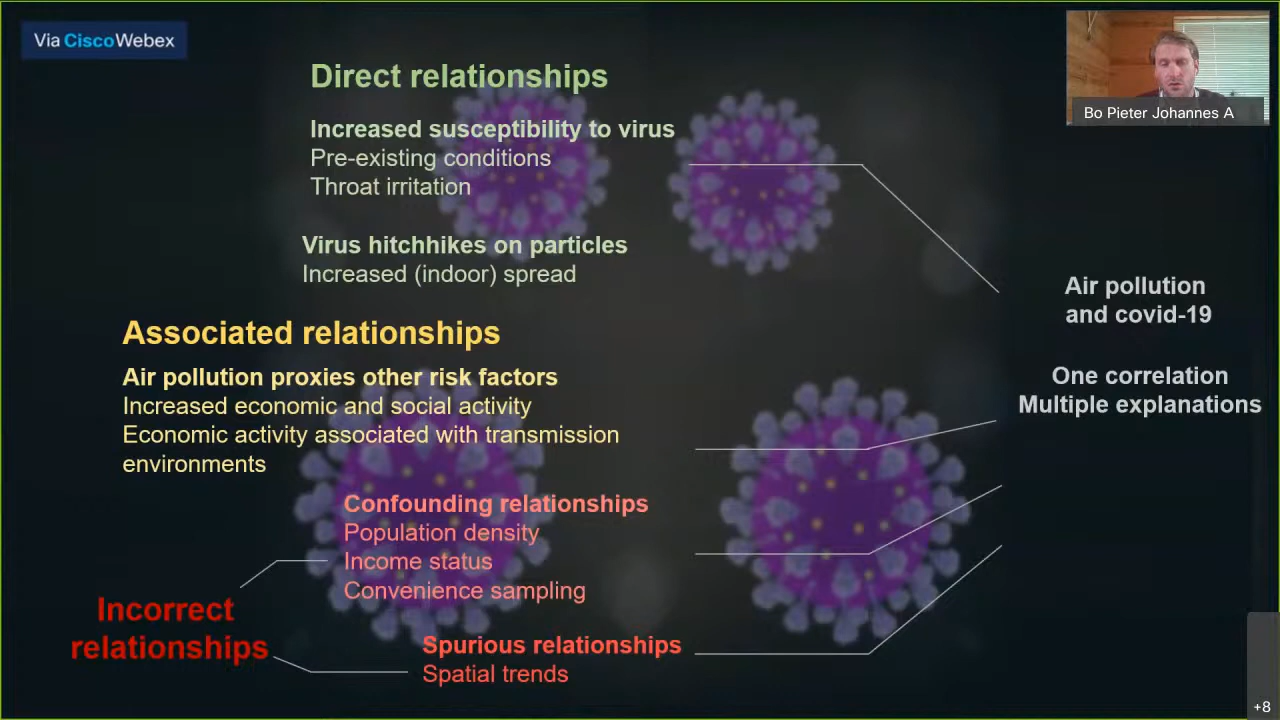 Via CiscoWebex
Direct relationships
Increased susceptibility to virus
Pre-existing conditions
Throat irritation
Virus hitchhikes on particles
Increased (indoor) spread
Associated relationships
Air pollution proxies other risk factors
Increased economic and social activity
Economic activity associated with transmission
environments
Confounding relationships
Population density
Income status
Convenience sampling
Incorrect
relationships
Spurious relationships
Spatial trends
Bo Pieter Johannes A
Air pollution
and covid-19
One correlation
Multiple explanations
+8